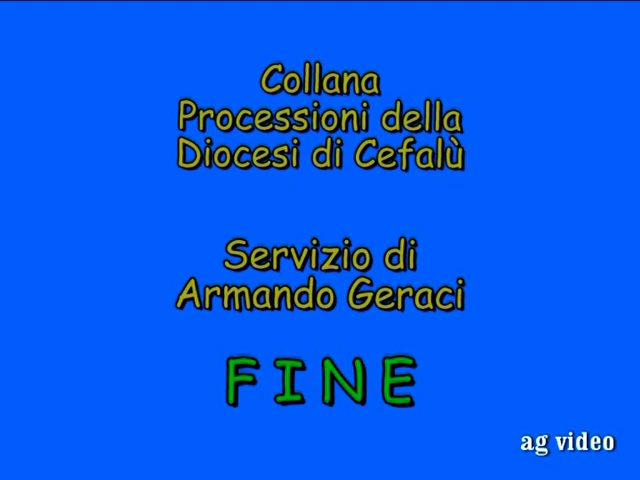 Collana
Processioni della
Diocesi di Cefalù
Servizio di
Armando Geraci
FINE
ag video